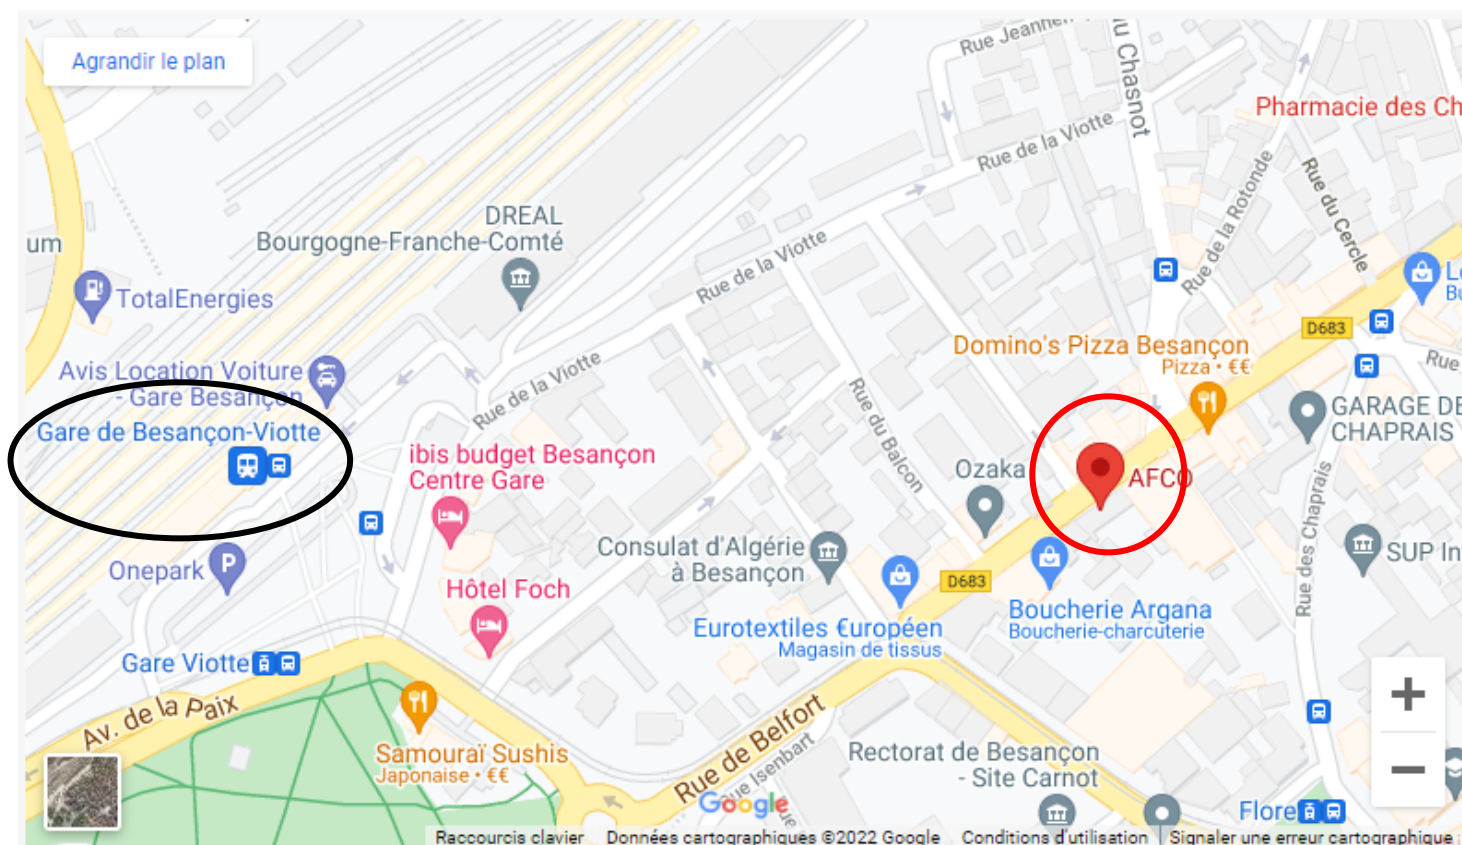 Agrandir le plan
Rue Jeanne
u Chasnot
Pharmacie des Ch
Rue de la Viotte
Rue de la Rotonde
Rue du Cercle
DREAL
Bourgogne-Franche-Comté
um
TotalEnergies
Rue de la Viotte
Domino's Pizza Besançon
Pizza • €€
D683
Rue
Avis Location Voiture
- Gare Besançon
Rue de la Viotte
Gare de Besançon-Viotte
ibis budget Besançon
Centre Gare
Rue du Balcon
Ozaka
AFCO
GARAGE DE
CHAPRAIS
Rue des Chaprais
Consulat d'Algérie
à Besançon
SUP In
Onepark
P
Hôtel Foch
D683
Boucherie Argana
Boucherie-charcuterie
Eurotextiles €uropéen
Magasin de tissus
Gare Viotte
Av. de la Paix
Samouraï Sushis
Japonaise • €€
Rue de Belfort
Rue Isenbart
Rectorat de Besançon
- Site Carnot
Google
Flore
Raccourcis clavier
Données cartographiques ©2022 Google
Conditions d'utilisation
Signaler une erreur cartographique